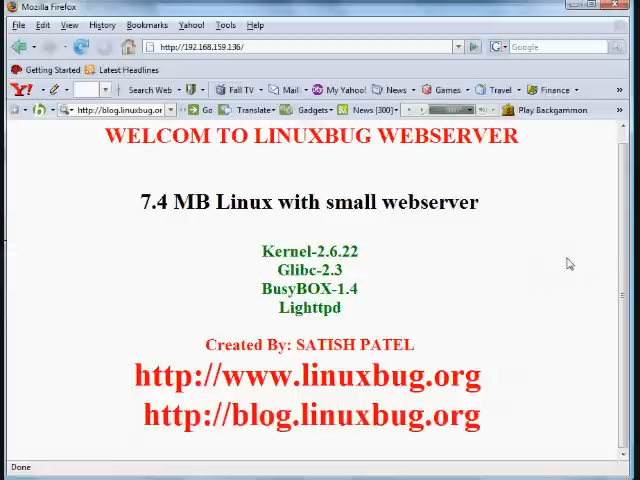 Mozilla Firefox
File Edit View History Bookmarks Yahoo! Tools Help
http://192.168.159.136/ Google
Getting Started Latest Headlines
Y! Search Web Fall TV Mail My Yahoo! News Games Travel Finance
http://blog.linuxbug.or Go Translate Gadgets News [300] Play Backgammon
WELCOM TO LINUXBUG WEBSERVER
7.4 MB Linux with small webserver
Kernel-2.6.22
Glibc-2.3
BusyBOX-1.4
Lighttpd
Created By: SATISH PATEL
http://www.linuxbug.org
http://blog.linuxbug.org
Done